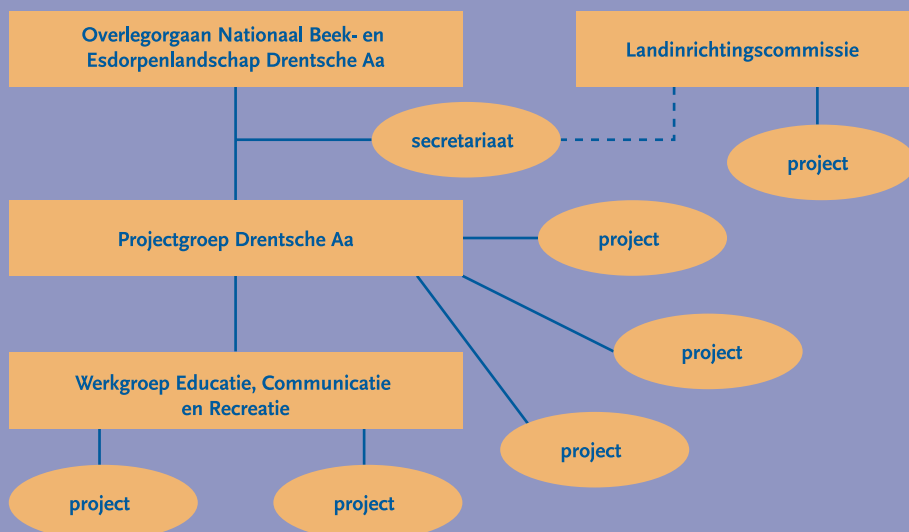 Overlegorgaan Nationaal Beek- en
Esdorpenlandschap Drentsche Aa
Landinrichtingscommissie
secretariaat
project
Projectgroep Drentsche Aa
project
project
Werkgroep Educatie, Communicatie
en Recreatie
project
project
project